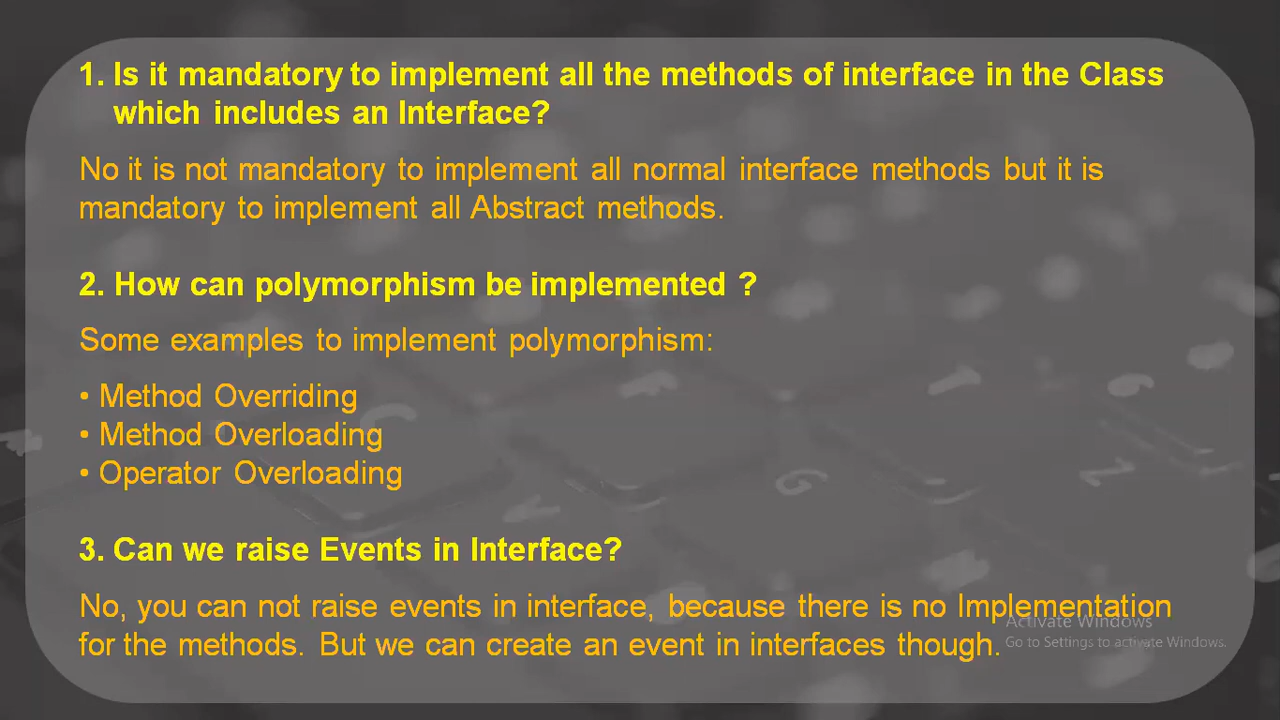 1. Is it mandatory to implement all the methods of interface in the Class
which includes an Interface?
No it is not mandatory to implement all normal interface methods but it is
mandatory to implement all Abstract methods.
2. How can polymorphism be implemented ?
Some examples to implement polymorphism:
• Method Overriding
• Method Overloading
• Operator Overloading
3. Can we raise Events in Interface?
No, you can not raise events in interface, because there is no Implementation
for the methods. But we can create an event in interfaces though.
Activate Windows
Go to Settings to activate Windows.